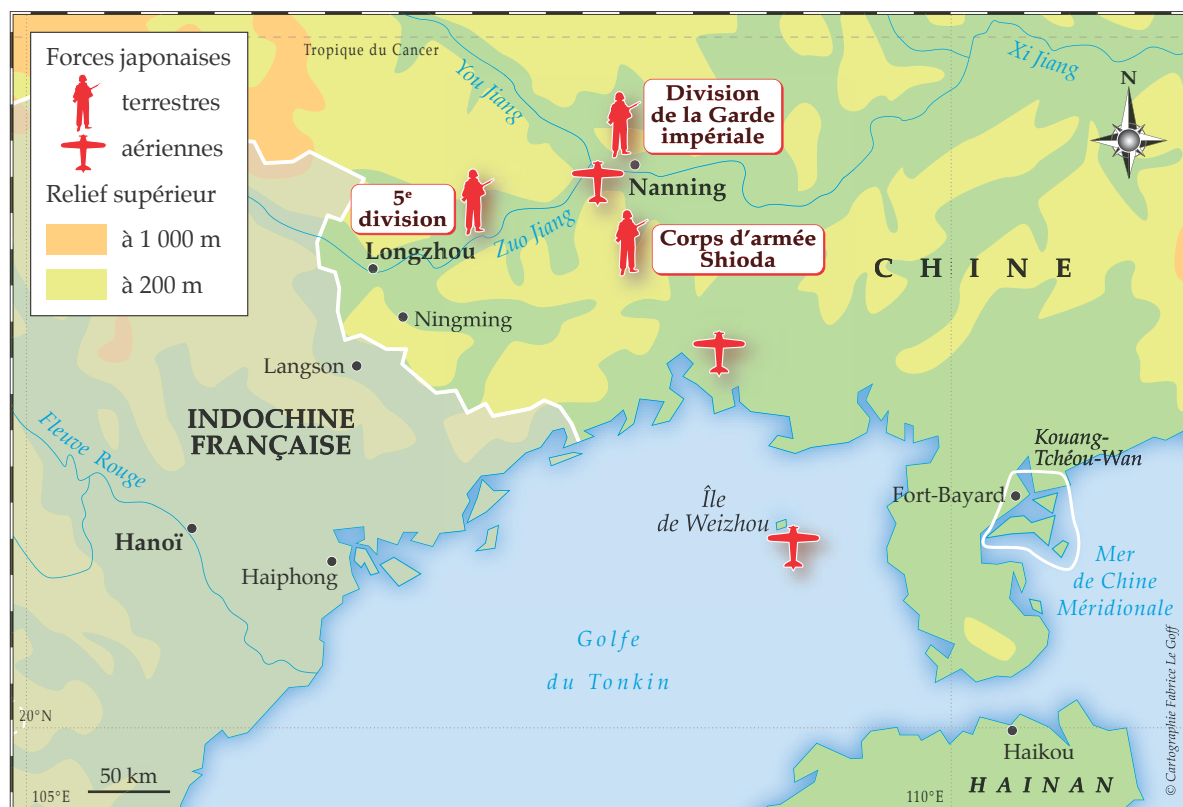 Forces japonaises
terrestres
aériennes
Relief supérieur
à 1 000 m
à 200 m
Tropique du Cancer
You Jiang
Xi Jiang
N
Division
de la Garde
impériale
Nanning
5e
division
Zuo Jiang
Longzhou
Corps d’armée
Shioda
CHINE
Ningming
Langson
INDOCHINE
FRANÇAISE
Fleuve Rouge
Kouang-
Tchéou-Wan
Fort-Bayard
Île
de Weizhou
Hanoï
Haiphong
Mer
de Chine
Méridionale
Golfe
du Tonkin
20°N
Haikou
HAINAN
50 km
105°E
110°E
© Cartographie Fabrice Le Goff